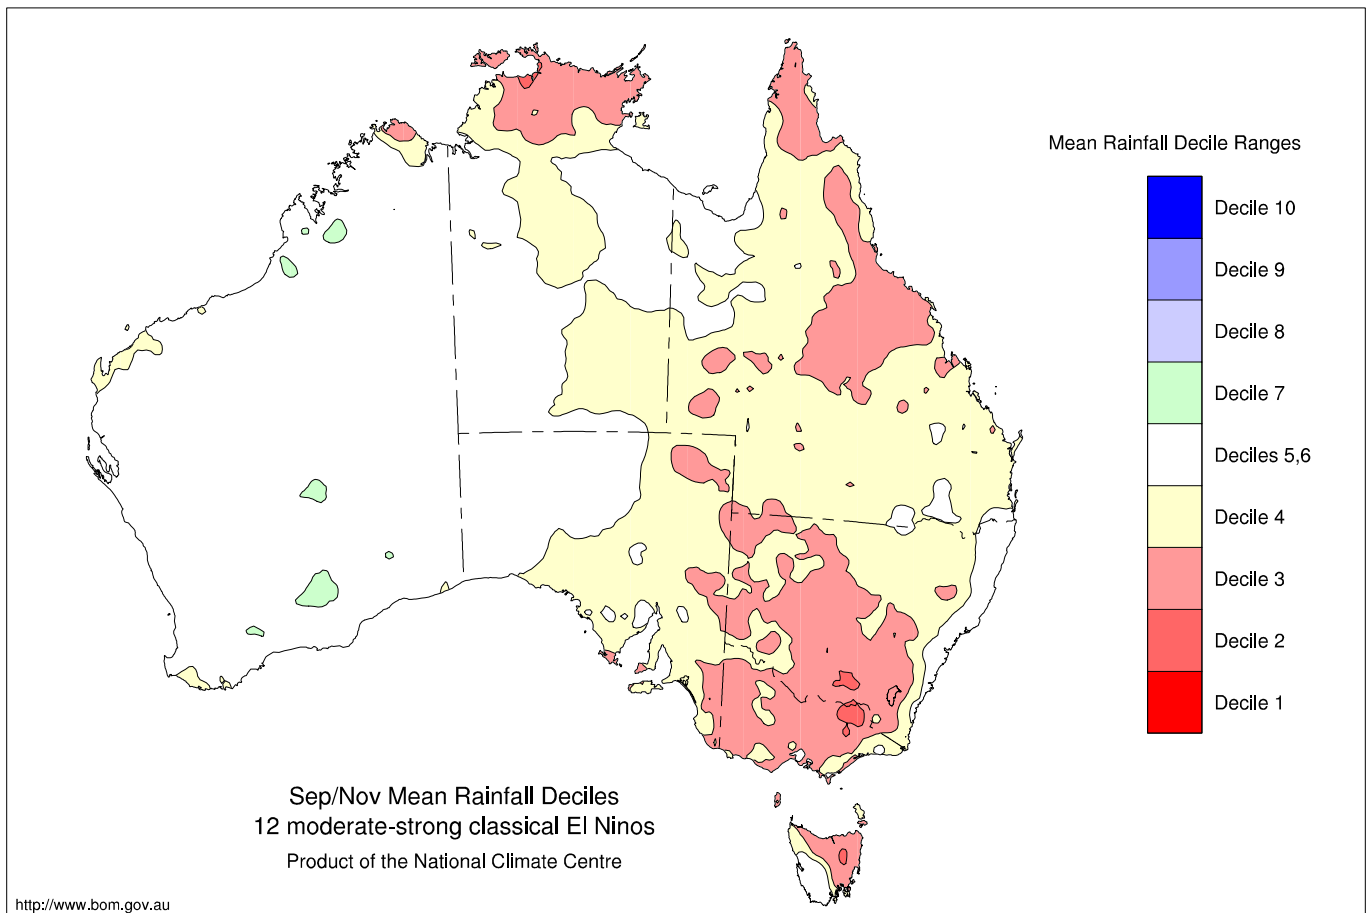 Mean Rainfall Decile Ranges
Decile 10
Decile 9
Decile 8
Decile 7
Deciles 5,6
Decile 4
Decile 3
Decile 2
Decile 1
Sep/Nov Mean Rainfall Deciles
12 moderate-strong classical El Ninos
Product of the National Climate Centre
http://www.bom.gov.au